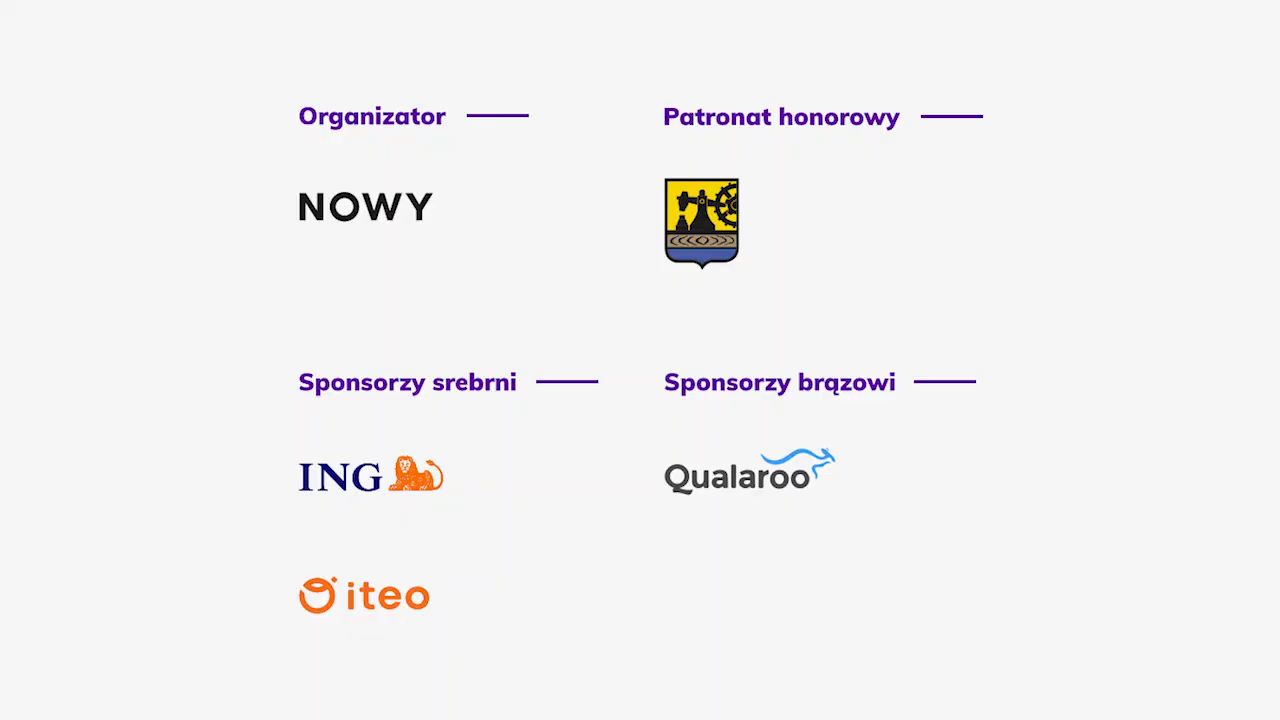 Organizator
NOWY
Patronat honorowy
Sponsorzy srebrni
ING
iteo
Sponsorzy brązowi
Qualaroo